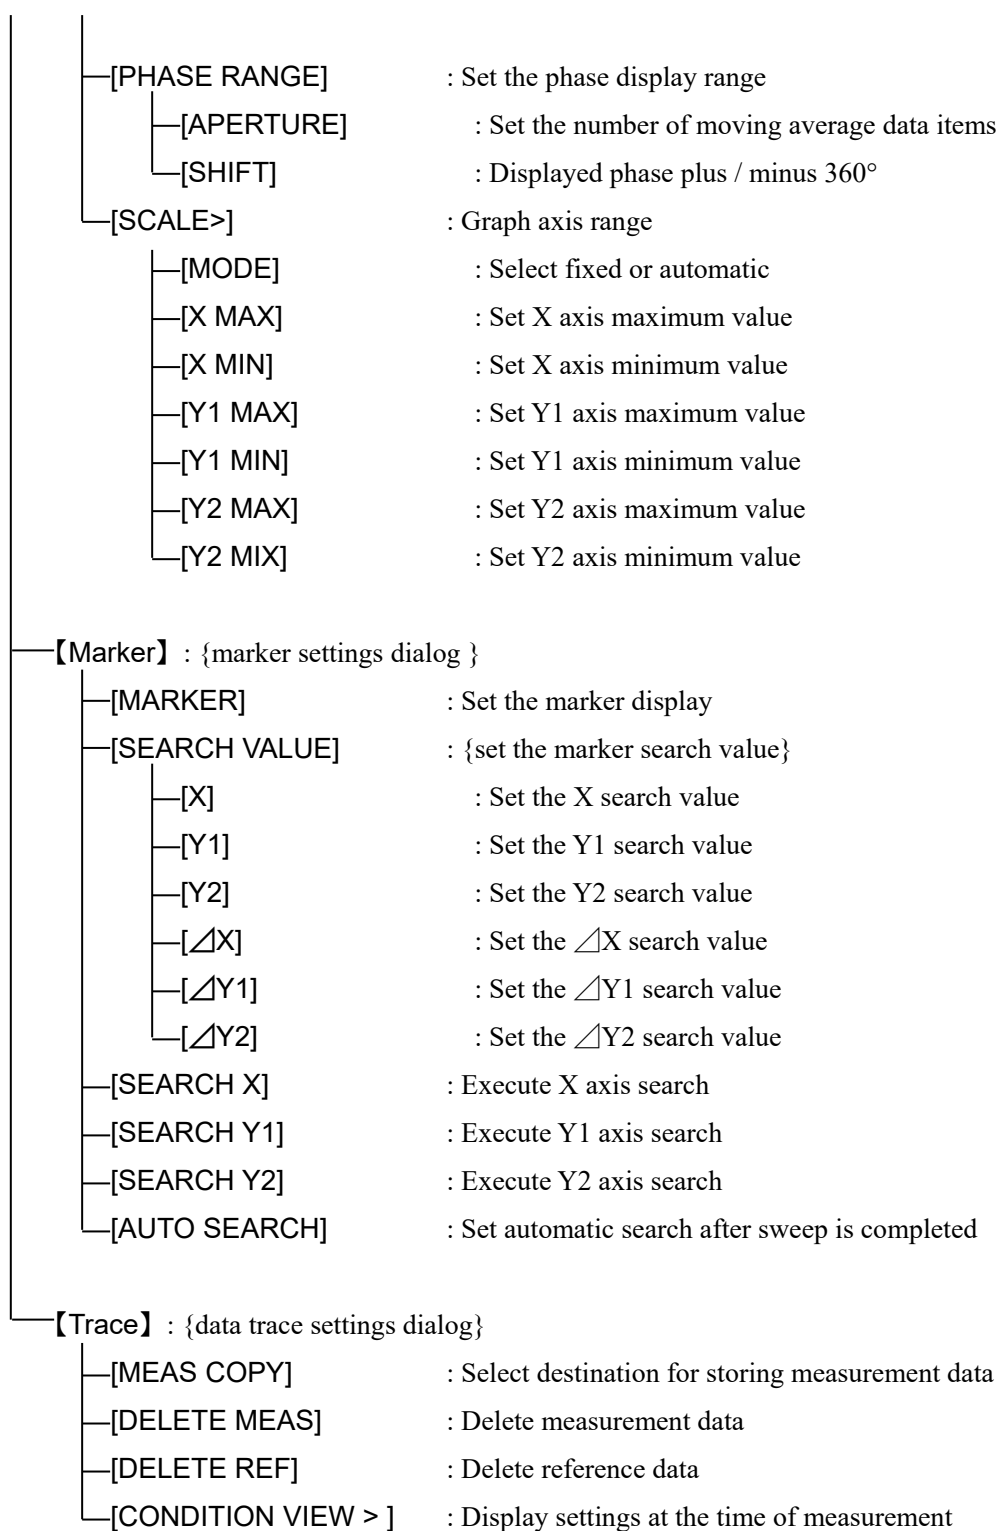 [PHASE RANGE] : Set the phase display range
[APERTURE] : Set the number of moving average data items
[SHIFT] : Displayed phase plus / minus 360°
[SCALE>] : Graph axis range
[MODE] : Select fixed or automatic
[X MAX] : Set X axis maximum value
[X MIN] : Set X axis minimum value
[Y1 MAX] : Set Y1 axis maximum value
[Y1 MIN] : Set Y1 axis minimum value
[Y2 MAX] : Set Y2 axis maximum value
[Y2 MIX] : Set Y2 axis minimum value
【Marker】 : {marker settings dialog }
[MARKER] : Set the marker display
[SEARCH VALUE] : {set the marker search value}
[X] : Set the X search value
[Y1] : Set the Y1 search value
[Y2] : Set the Y2 search value
[⊿X] : Set the ⊿X search value
[⊿Y1] : Set the ⊿Y1 search value
[⊿Y2] : Set the ⊿Y2 search value
[SEARCH X] : Execute X axis search
[SEARCH Y1] : Execute Y1 axis search
[SEARCH Y2] : Execute Y2 axis search
[AUTO SEARCH] : Set automatic search after sweep is completed
【Trace】 : {data trace settings dialog}
[MEAS COPY] : Select destination for storing measurement data
[DELETE MEAS] : Delete measurement data
[DELETE REF] : Delete reference data
[CONDITION VIEW > ] : Display settings at the time of measurement